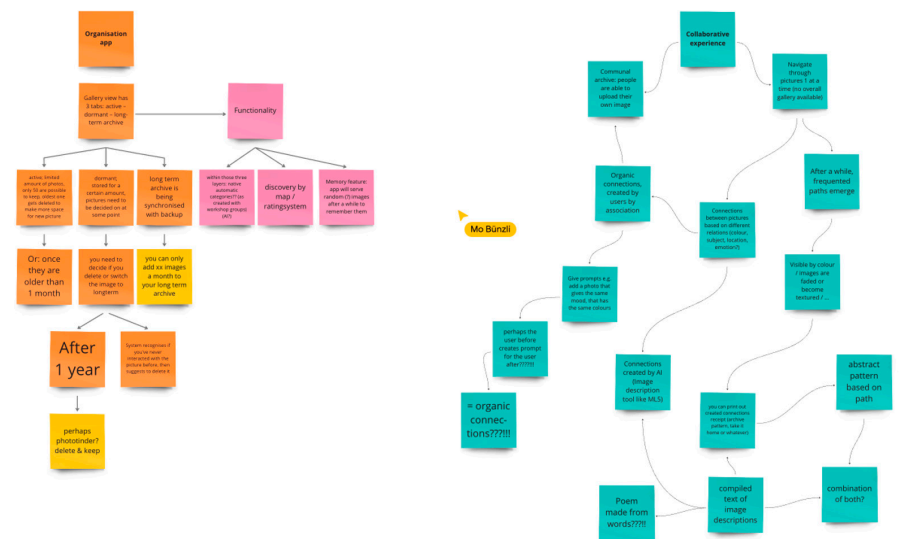 Organisation
app
Gallery view has
3 tabs: active –
dormant – long-
term archive
Functionality
active: limited
amount of photos,
only 50 are possible
to keep, oldest one
gets deleted to
make more space
for new picture
dormant:
stored for a
certain amount,
pictures need to
be decided on at
some point
long term
archive is
being
synchronised
with backup
within those three
layers: native
automatic
categories?? (as
created with
workshop groups)
(AI?)
discovery by
map /
ratingsystem
Memory feature:
app will serve
random (?) images
after a while to
remember them
Or: once
they are
older than
1 month
you need to
decide if you
delete or switch
the image to
longterm
you can only
add xx images
a month to
your long term
archive
After
1 year
System recognises if
you've never
interacted with the
picture before, then
suggests to delete it
perhaps
phototinder?
delete & keep
Mo Bünzli
Collaborative
experience
Communal
archive: people
are able to
upload their
own image
Navigate
through
pictures 1 at a
time (no overall
gallery available)
Organic
connections,
created by
users by
association
After a while,
frequented
paths emerge
Connections
between pictures
based on different
relations (colour,
subject, location,
emotion?)
Give prompts e.g.
add a photo that
gives the same
mood, that has
the same colours
Visible by colour
/ images are
faded or
become
textured / ...
perhaps the
user before
creates prompt
for the user
after????!!!
= organic
connec-
tions???!!!
Connections
created by AI
(image
description
tool like MLS)
you can print out
created connections
receipt (archive
pattern, take it
home or whatever)
abstract
pattern
based on
path
Poem
made from
words???!!
compiled
text of
image
descriptions
combination
of both?